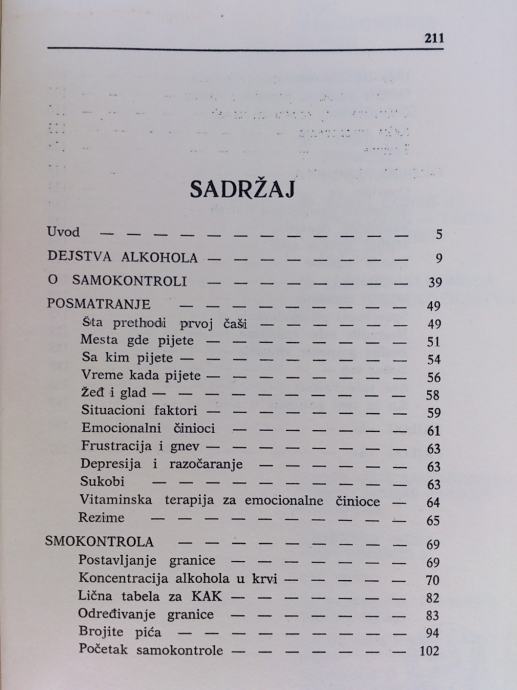 211
SADRŽAJ
Uvod — — — — — — — — — — — — 5
DEJSTVA ALKOHOLA — — — — — — — — 9
O SAMOKONTROLI — — — — — — — — 39
POSMATRANJE — — — — — — — — — 49
Šta prethodi prvoj čaši — — — — — — 49
Mesta gde pijete — — — — — — — — 51
Sa kim pijete — — — — — — — — — 54
Vreme kada pijete — — — — — — — — 56
Žeđ i glad — — — — — — — — — — 58
Situacioni faktori — — — — — — — — 59
Emocionalni činioci — — — — — — — 61
Frustracija i gnev — — — — — — — — 63
Depresija i razočaranje — — — — — — 63
Sukobi — — — — — — — — — — 63
Vitaminska terapija za emocionalne činioce — 64
Rezime — — — — — — — — — — 65
SMOKONTROLA — — — — — — — — — 69
Postavljanje granice — — — — — — — 69
Koncentracija alkohola u krvi — — — — — 70
Lična tabela za KAK — — — — — — — 82
Određivanje granice — — — — — — — 83
Brojite pića — — — — — — — — — 94
Početak samokontrole — — — — — — — 102